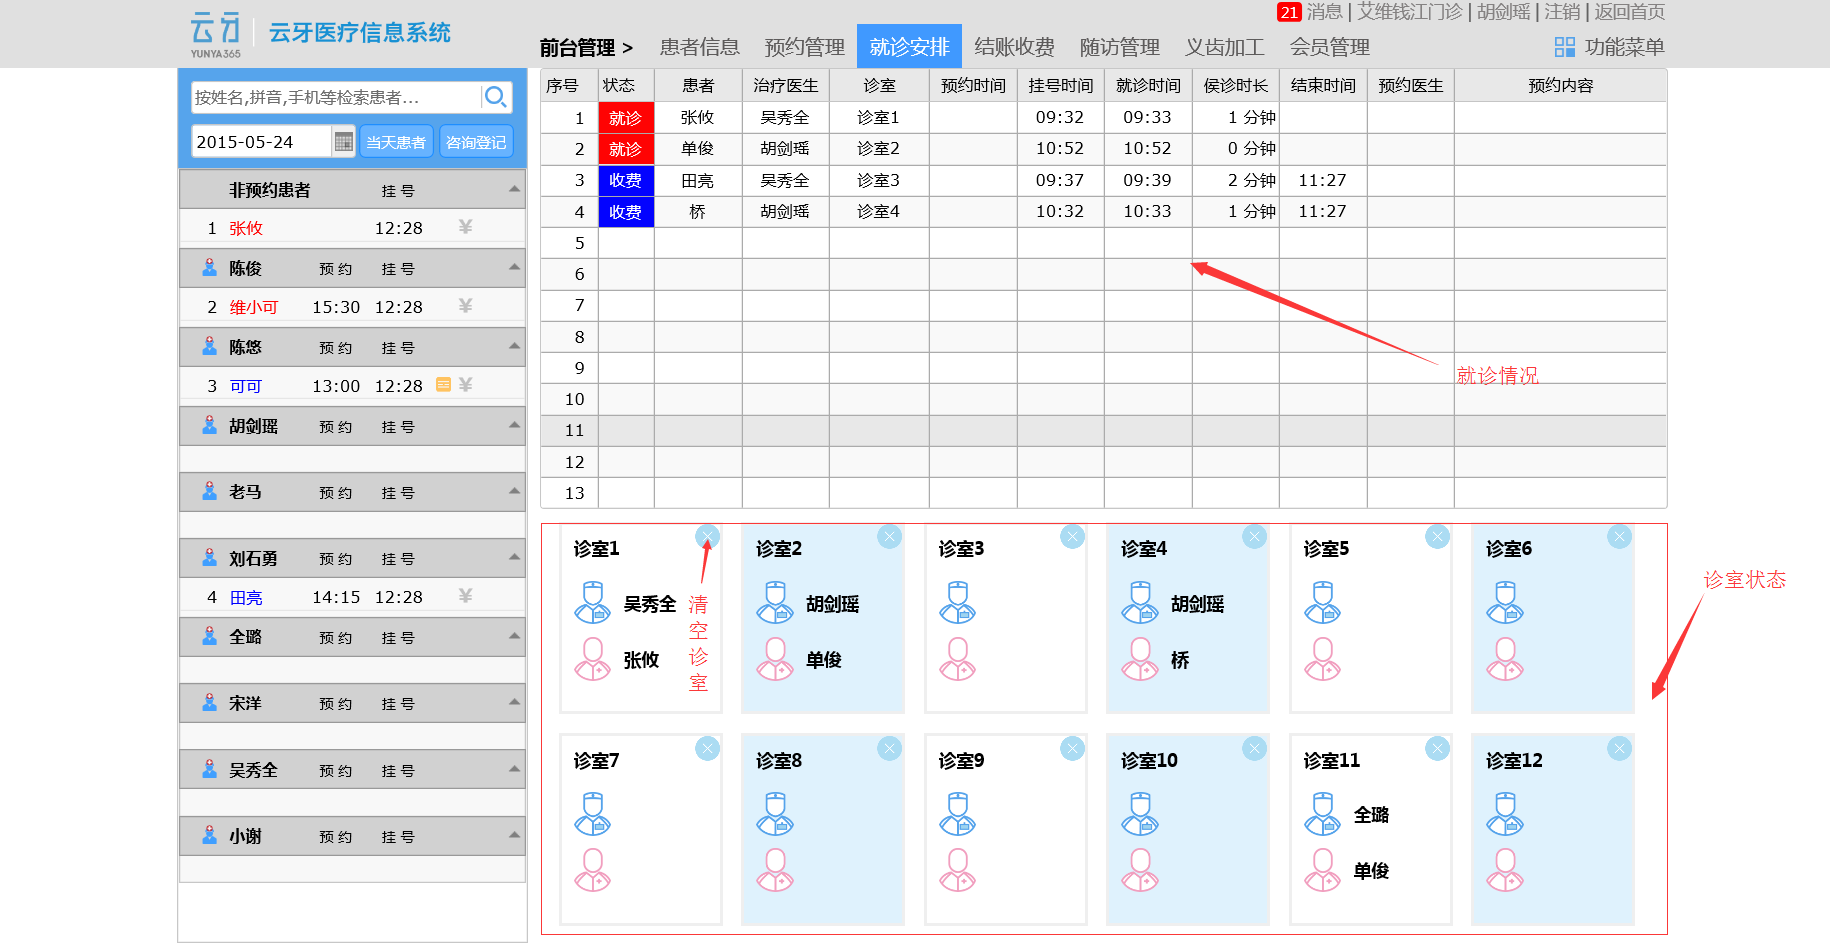 21 消息 | 艾维钱江门诊 | 胡剑瑶 | 注销 | 返回首页
云牙 YUNYA365 云牙医疗信息系统
前台管理 > 患者信息 预约管理 就诊安排 结账收费 随访管理 义齿加工 会员管理 功能菜单
按姓名,拼音,手机等检索患者...
2015-05-24 当天患者 咨询登记
非预约患者 挂 号
1 张攸 12:28 ¥
陈俊 预 约 挂 号
2 维小可 15:30 12:28 ¥
陈悠 预 约 挂 号
3 可可 13:00 12:28 ¥
胡剑瑶 预 约 挂 号
老马 预 约 挂 号
刘石勇 预 约 挂 号
4 田亮 14:15 12:28 ¥
全璐 预 约 挂 号
宋洋 预 约 挂 号
吴秀全 预 约 挂 号
小谢 预 约 挂 号
序号 状态 患者 治疗医生 诊室 预约时间 挂号时间 就诊时间 侯诊时长 结束时间 预约医生 预约内容
1 就诊 张攸 吴秀全 诊室1 09:32 09:33 1 分钟
2 就诊 单俊 胡剑瑶 诊室2 10:52 10:52 0 分钟
3 收费 田亮 吴秀全 诊室3 09:37 09:39 2 分钟 11:27
4 收费 桥 胡剑瑶 诊室4 10:32 10:33 1 分钟 11:27
5
6
7
8
9
10
11
12
13
就诊情况
诊室1 诊室2 诊室3 诊室4 诊室5 诊室6
吴秀全 胡剑瑶 胡剑瑶
张攸 单俊 桥
清空诊室
诊室状态
诊室7 诊室8 诊室9 诊室10 诊室11 诊室12
全璐
单俊